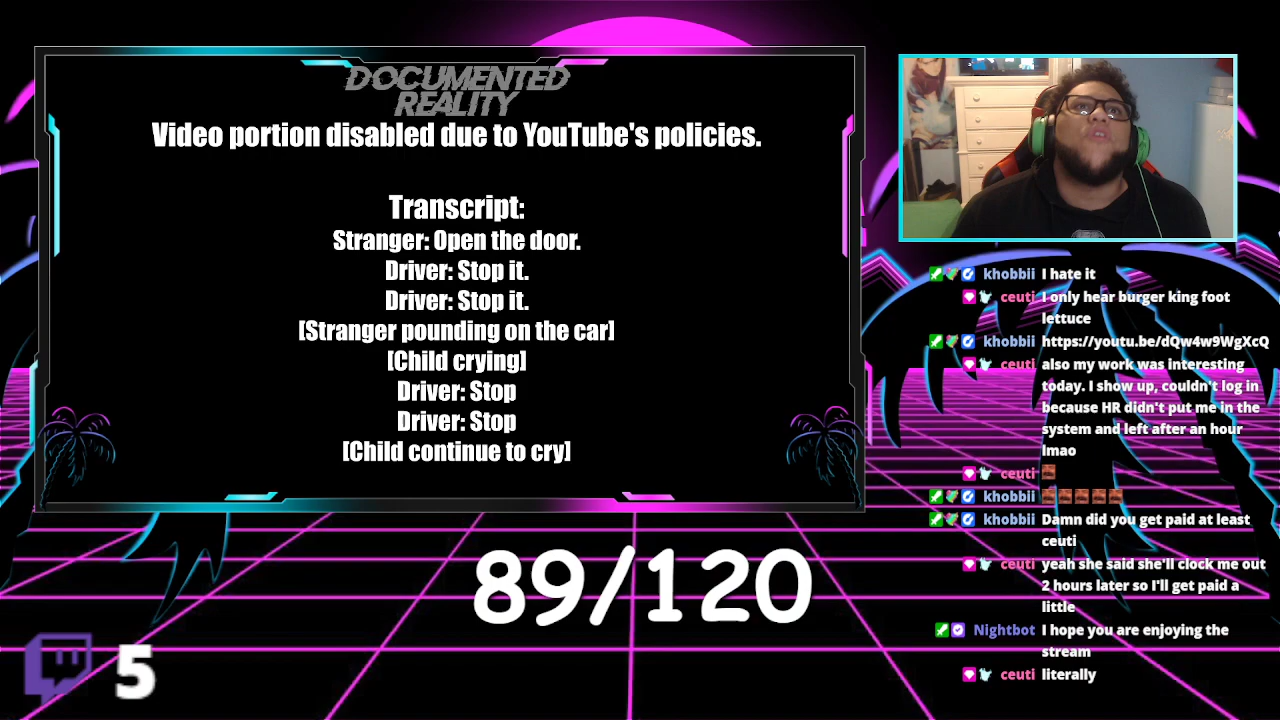 DOCUMENTED
REALITY
Video portion disabled due to YouTube's policies.
Transcript:
Stranger: Open the door.
Driver: Stop it.
Driver: Stop it.
[Stranger pounding on the car]
[Child crying]
Driver: Stop
Driver: Stop
[Child continue to cry]
89/120
5
khobbii I hate it
ceuti I only hear burger king foot
lettuce
khobbii https://youtu.be/dQw4w9WgXcQ
ceuti also my work was interesting
today. I show up, couldn't log in
because HR didn't put me in the
system and left after an hour
lmao
ceuti
khobbii
khobbii Damn did you get paid at least
ceuti
ceuti yeah she said she'll clock me out
2 hours later so I'll get paid a
little
Nightbot I hope you are enjoying the
stream
ceuti literally